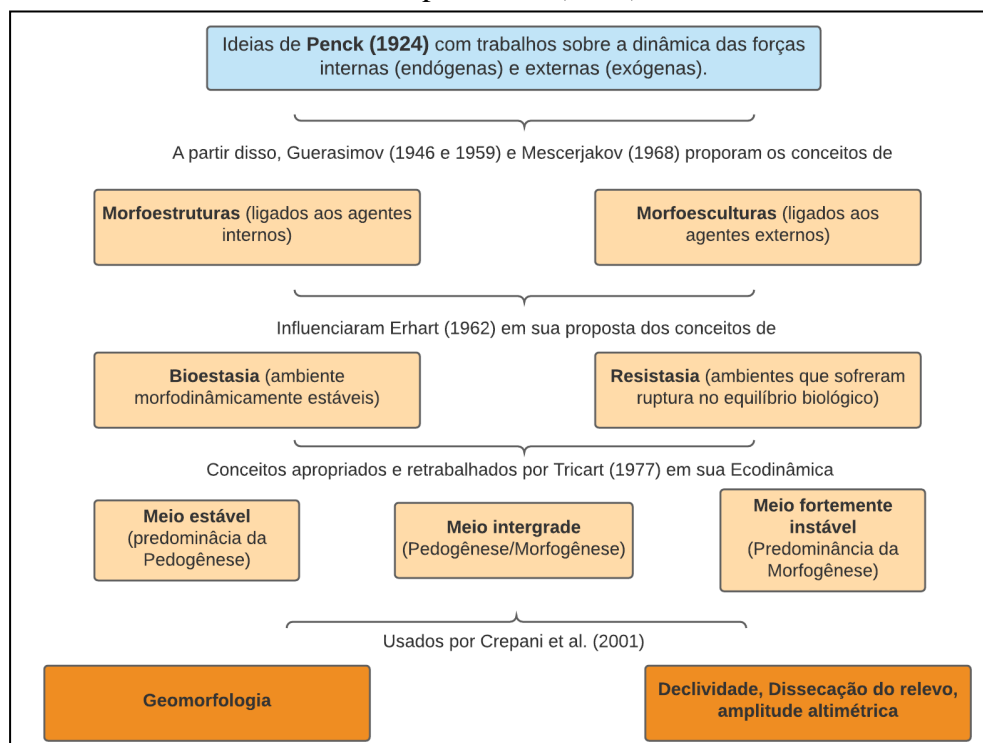 Ideias de Penck (1924) com trabalhos sobre a dinâmica das forças
internas (endógenas) e externas (exógenas).
A partir disso, Guerasimov (1946 e 1959) e Mescerjakov (1968) proporam os conceitos de
Morfoestruturas (ligados aos agentes
internos)
Morfoesculturas (ligados aos
agentes externos)
Influenciaram Erhart (1962) em sua proposta dos conceitos de
Bioestasia (ambiente
morfodinâmicamente estáveis)
Resistasia (ambientes que sofreram
ruptura no equilíbrio biológico)
Conceitos apropriados e retrabalhados por Tricart (1977) em sua Ecodinâmica
Meio estável
(predominâcia da
Pedogênese)
Meio intergrade
(Pedogênese/Morfogênese)
Meio fortemente
instável
(Predominância da
Morfogênese)
Usados por Crepani et al. (2001)
Geomorfologia
Declividade, Dissecação do relevo,
amplitude altimétrica